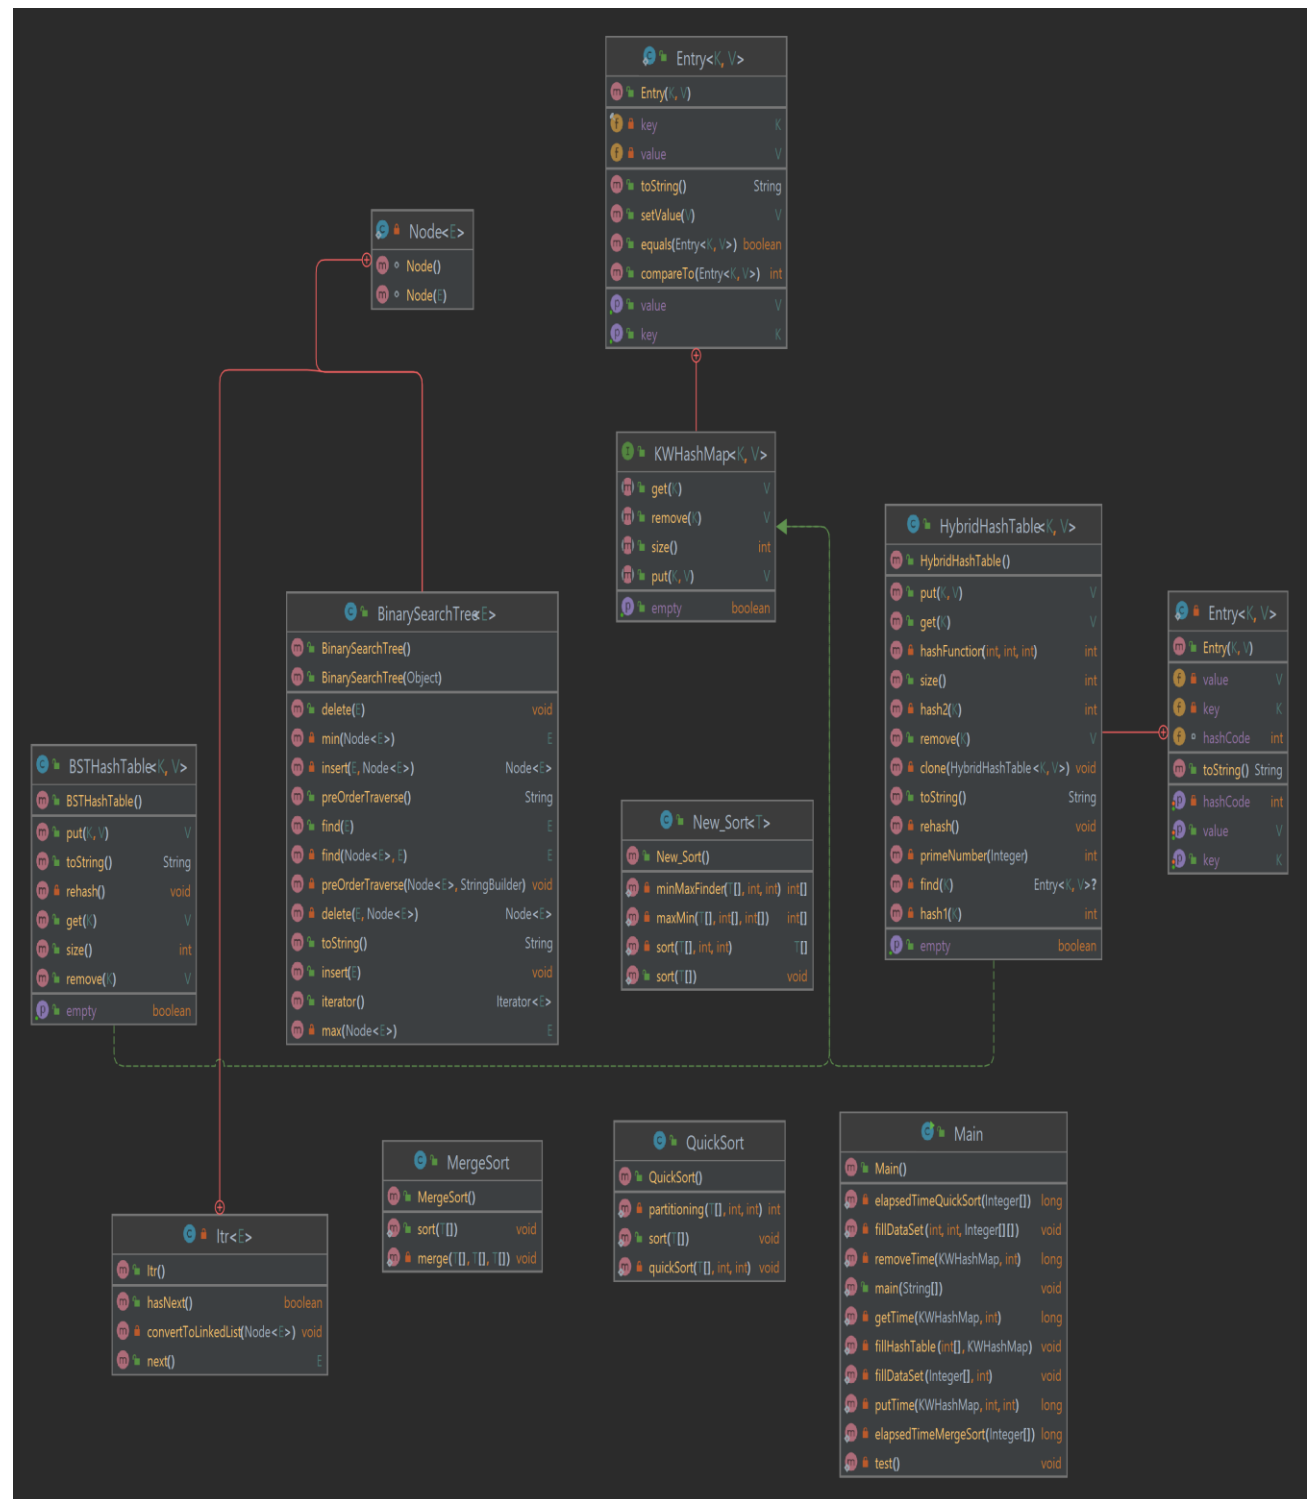 Entry<K, V>
Entry(K, V)
key K
value V
toString() String
setValue(V) V
equals(Entry<K, V>) boolean
compareTo(Entry<K, V>) int
value V
key K
Node<E>
Node()
Node(E)
KWHashMap<K, V>
get(K) V
remove(K) V
size() int
put(K, V) V
empty boolean
HybridHashTable<K, V>
HybridHashTable()
put(K, V) V
get(K) V
hashFunction(int, int, int) int
size() int
hash2(K) int
remove(K) V
clone(HybridHashTable<K, V>) void
toString() String
rehash() void
primeNumber(Integer) int
find(K) Entry<K, V>?
hash1(K) int
empty boolean
Entry<K, V>
Entry(K, V)
value V
key K
hashCode int
toString() String
hashCode int
value V
key K
BinarySearchTree<E>
BinarySearchTree()
BinarySearchTree(Object)
delete(E) void
min(Node<E>) E
insert(E, Node<E>) Node<E>
preOrderTraverse() String
find(E) E
find(Node<E>, E) E
preOrderTraverse(Node<E>, StringBuilder) void
delete(E, Node<E>) Node<E>
toString() String
insert(E) void
iterator() Iterator<E>
max(Node<E>) E
BSTHashTable<K, V>
BSTHashTable()
put(K, V) V
toString() String
rehash() void
get(K) V
size() int
remove(K) V
empty boolean
New_Sort<T>
New_Sort()
minMaxFinder(T[], int, int) int[]
maxMin(T[], int[], int[]) int[]
sort(T[], int, int) T[]
sort(T[]) void
Itr<E>
Itr()
hasNext() boolean
convertToLinkedList(Node<E>) void
next() E
MergeSort
MergeSort()
sort(T[]) void
merge(T[], T[], T[]) void
QuickSort
QuickSort()
partitioning(T[], int, int) int
sort(T[]) void
quickSort(T[], int, int) void
Main
Main()
elapsedTimeQuickSort(Integer[]) long
fillDataSet(int, int, Integer[][]) void
removeTime(KWHashMap, int) long
main(String[]) void
getTime(KWHashMap, int) long
fillHashTable(int[], KWHashMap) void
fillDataSet(Integer[], int) void
putTime(KWHashMap, int, int) long
elapsedTimeMergeSort(Integer[]) long
test() void